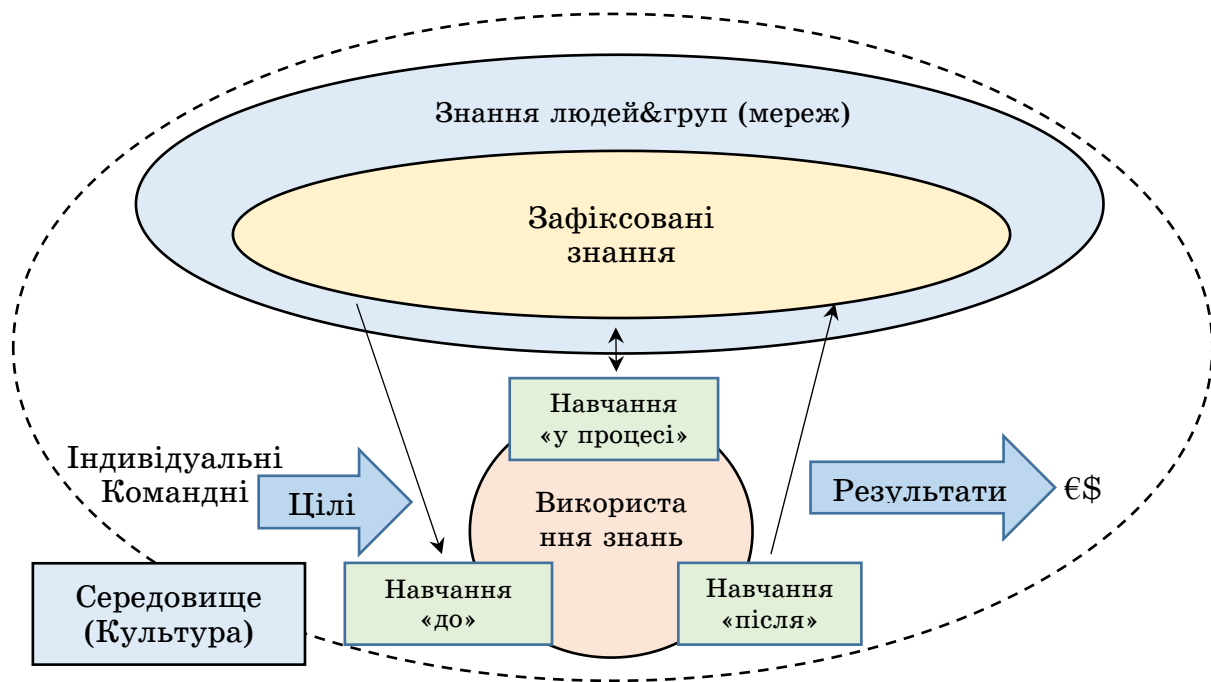 Знання людей&груп (мереж)
Зафіксовані
знання
Навчання
«у процесі»
Індивідуальні
Командні
Цілі
Використа
ння знань
Результати
€$
Навчання
«до»
Навчання
«після»
Середовище
(Культура)